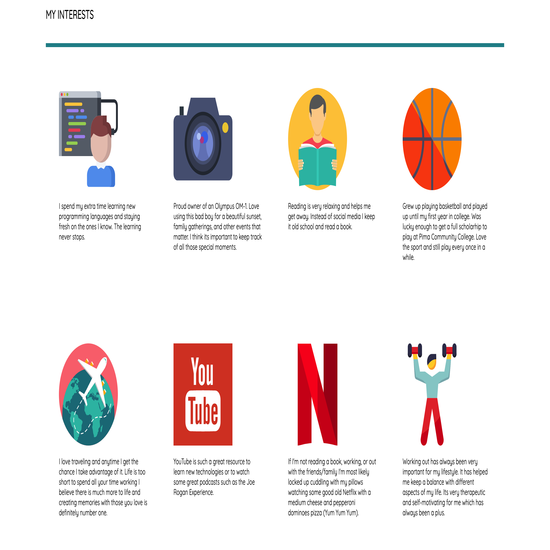 MY INTERESTS
I spend my extra time learning new
programming languages and staying
fresh on the ones I know. The learning
never stops.
Proud owner of an Olympus OM-1. Love
using this bad boy for a beautiful sunset,
family gatherings, and other events that
matter. I think its important to keep track
of all those special moments.
Reading is very relaxing and helps me
get away. Instead of social media I keep
it old school and read a book.
Grew up playing basketball and played
up until my first year in college. Was
lucky enough to get a full scholarship to
play at Pima Community College. Love
the sport and still play every once in a
while.
You
Tube
I love traveling and anytime I get the
chance I take advantage of it. Life is too
short to spend all your time working. I
believe there is much more to life and
creating memories with those you love is
definitely number one.
YouTube is such a great resource to
learn new technologies or to watch
some great podcasts such as the Joe
Rogan Experience.
If I'm not reading a book, working, or out
with the friends/family I'm most likely
locked up cuddling with my pillows
watching some good old Netflix with a
medium cheese and pepperoni
dominoes pizza (Yum Yum Yum).
Working out has always been very
important for my lifestyle. It has helped
me keep a balance with different
aspects of my life. Its very therapeutic
and self-motivating for me which has
always been a plus.